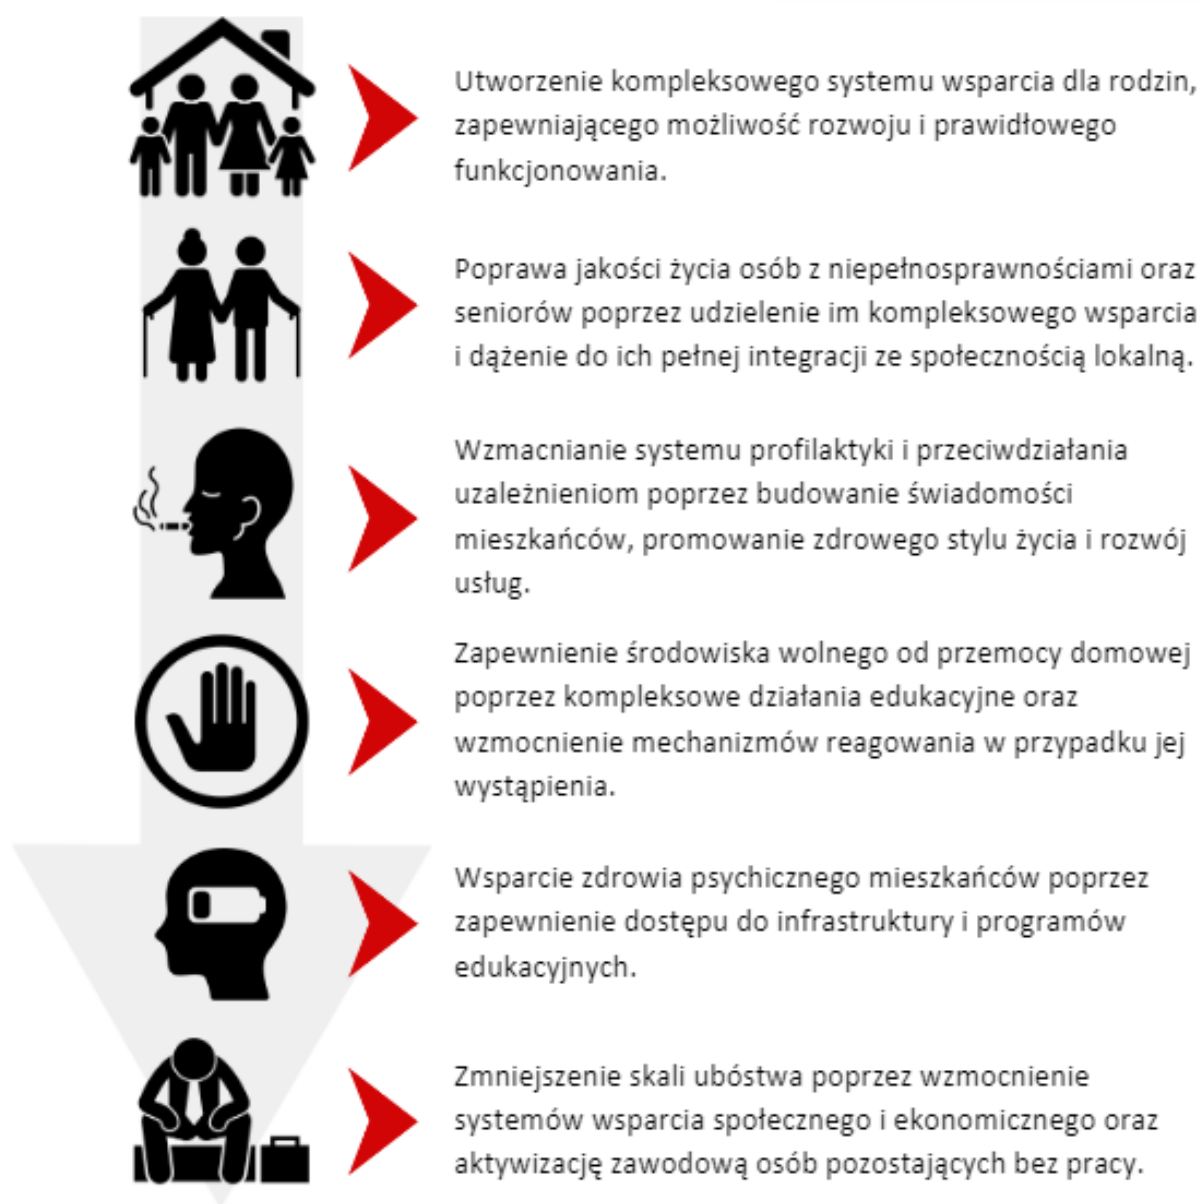 Utworzenie kompleksowego systemu wsparcia dla rodzin,
zapewniającego możliwość rozwoju i prawidłowego
funkcjonowania.
Poprawa jakości życia osób z niepełnosprawnościami oraz
seniorów poprzez udzielenie im kompleksowego wsparcia
i dążenie do ich pełnej integracji ze społecznością lokalną.
Wzmacnianie systemu profilaktyki i przeciwdziałania
uzależnieniom poprzez budowanie świadomości
mieszkańców, promowanie zdrowego stylu życia i rozwój
usług.
Zapewnienie środowiska wolnego od przemocy domowej
poprzez kompleksowe działania edukacyjne oraz
wzmocnienie mechanizmów reagowania w przypadku jej
wystąpienia.
Wsparcie zdrowia psychicznego mieszkańców poprzez
zapewnienie dostępu do infrastruktury i programów
edukacyjnych.
Zmniejszenie skali ubóstwa poprzez wzmocnienie
systemów wsparcia społecznego i ekonomicznego oraz
aktywizację zawodową osób pozostających bez pracy.